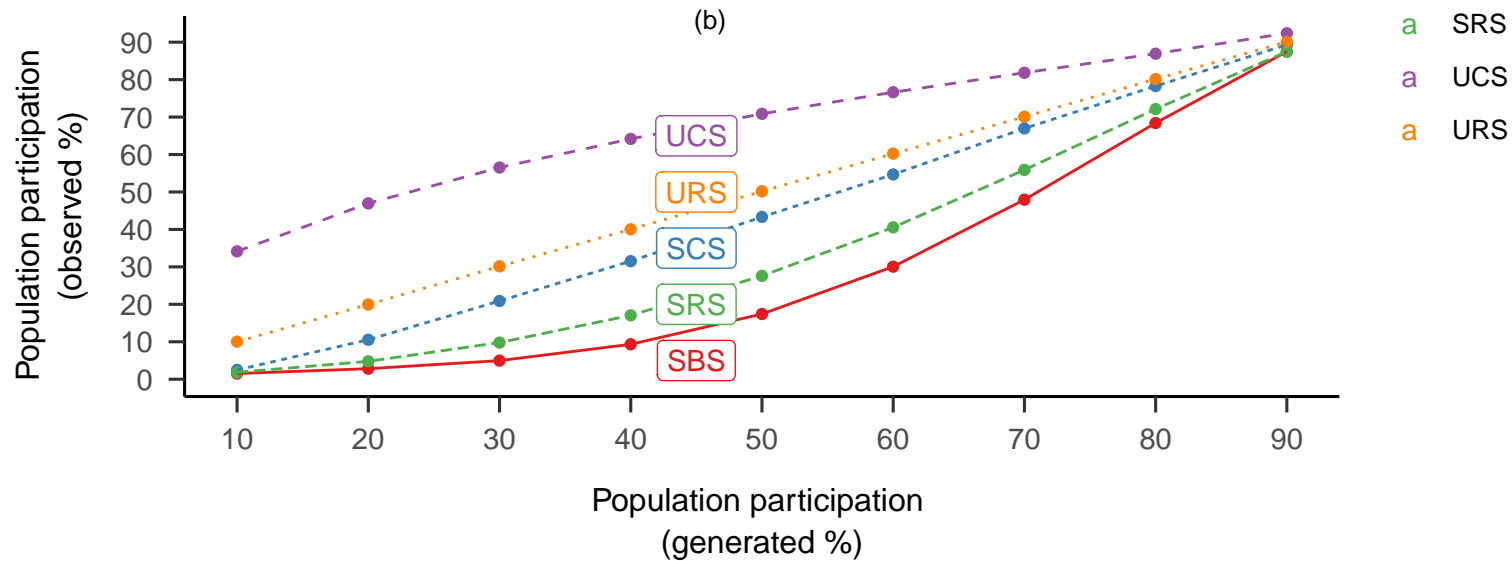 (b)
Population participation
(observed %)
90
80
70
60
50
40
30
20
10
0
UCS
URS
SCS
SRS
SBS
10 20 30 40 50 60 70 80 90
Population participation
(generated %)
a SRS
a UCS
a URS